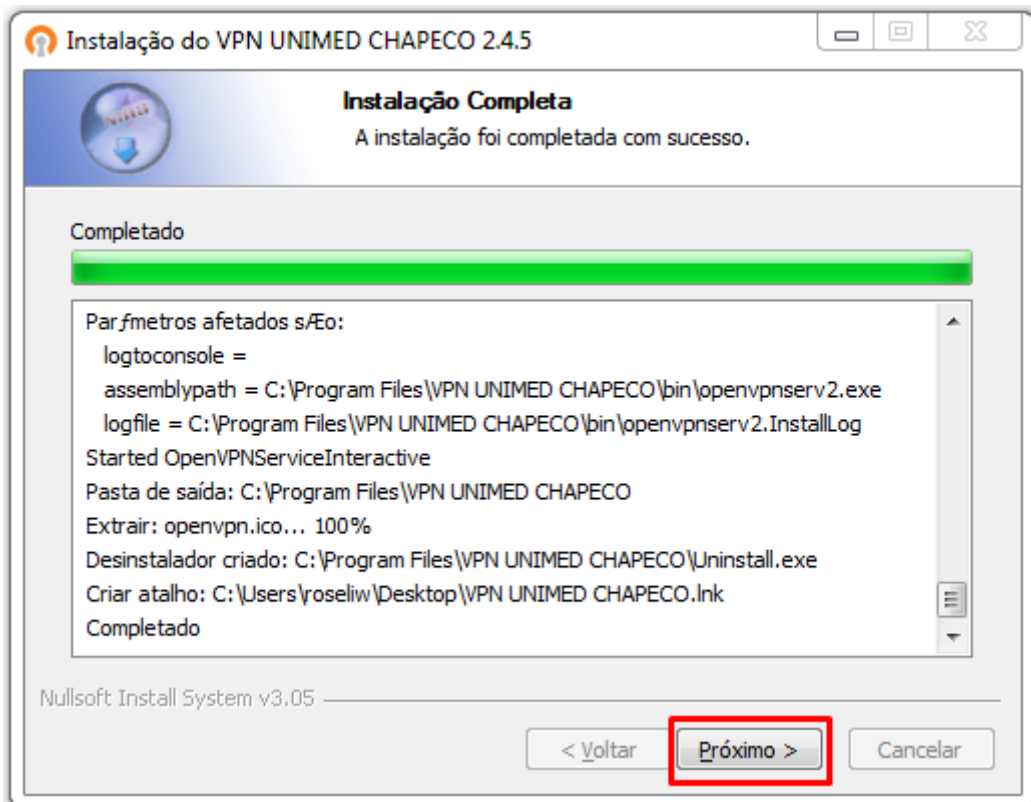 Instalação do VPN UNIMED CHAPECO 2.4.5
Instalação Completa
A instalação foi completada com sucesso.
Completado
Parƒmetros afetados sÆo:
logtoconsole =
assemblypath = C:\Program Files\VPN UNIMED CHAPECO\bin\openvpnserv2.exe
logfile = C:\Program Files\VPN UNIMED CHAPECO\bin\openvpnserv2.InstallLog
Started OpenVPNServiceInteractive
Pasta de saída: C:\Program Files\VPN UNIMED CHAPECO
Extrair: openvpn.ico... 100%
Desinstalador criado: C:\Program Files\VPN UNIMED CHAPECO\Uninstall.exe
Criar atalho: C:\Users\roseliw\Desktop\VPN UNIMED CHAPECO.lnk
Completado
Nullsoft Install System v3.05
< Voltar Próximo > Cancelar